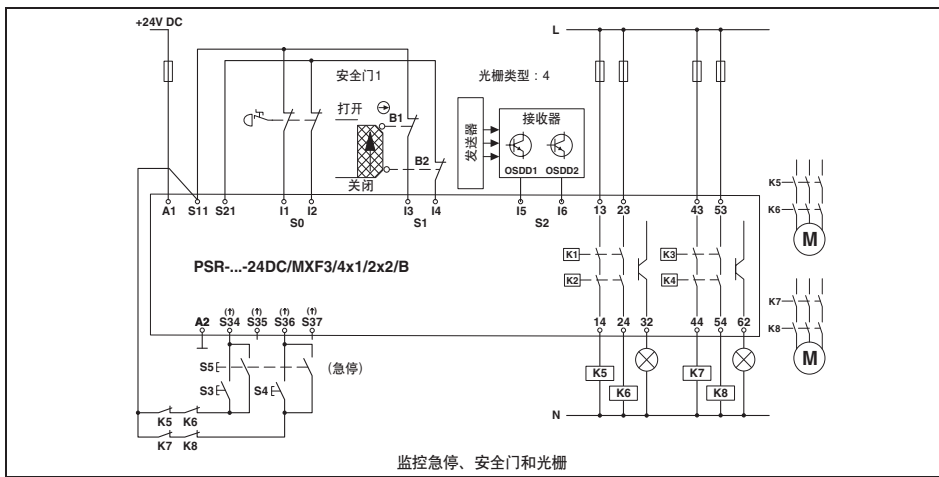 +24V DC
L
安全门1
光栅类型：4
打开
B1
B2
关闭
发送器
接收器
OSDD1 OSDD2
A1 S11 S21 I1 I2 I3 I4 I5 I6 13 23 43 53
S0 S1 S2
K5
K6
M
K1
K2
K3
K4
PSR-...-24DC/MXF3/4x1/2x2/B
A2 S34 S35 S36 S37 14 24 32 44 54 62
(†) (†) (†) (†)
K7
K8
M
S5
(急停)
S3
S4
K5
K6
K7
K8
K5 K6
K7 K8
N
监控急停、安全门和光栅